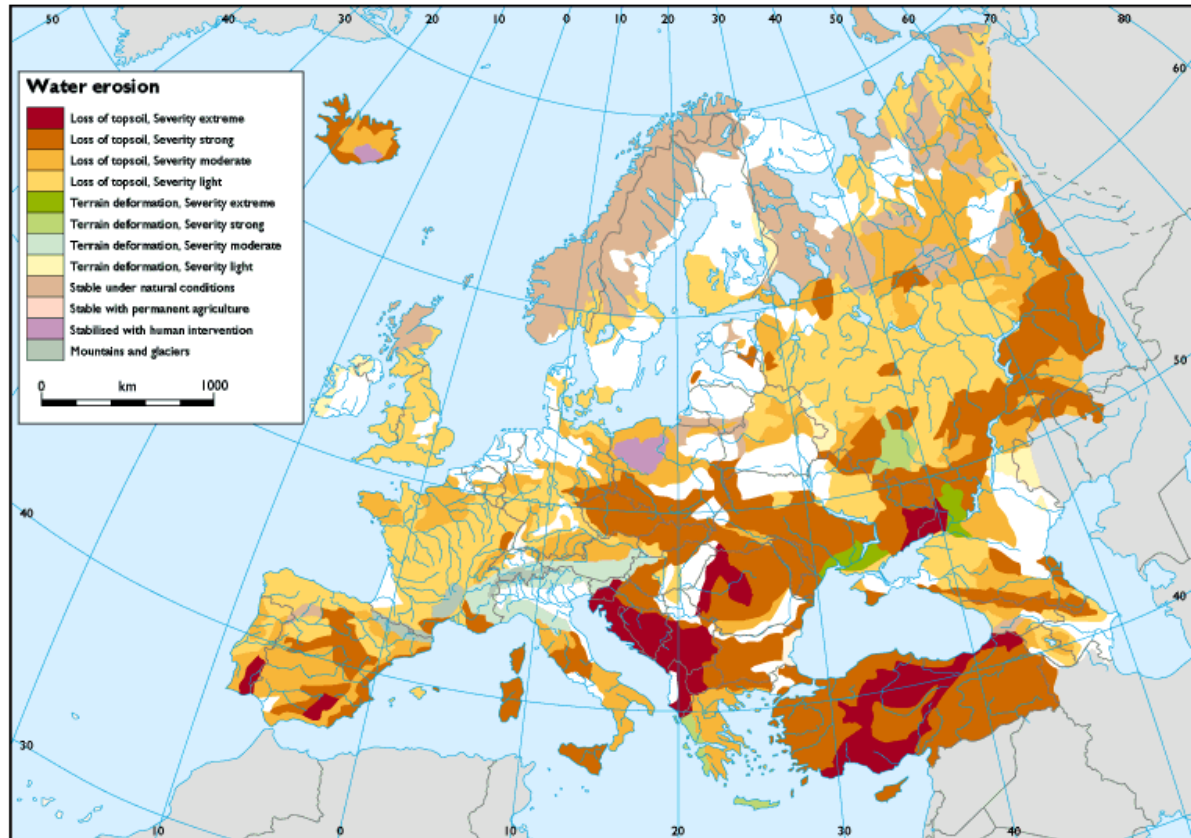 50 40 30 20 10 0 10 20 30 40 50 60 70 80
60
Water erosion
Loss of topsoil, Severity extreme
Loss of topsoil, Severity strong
Loss of topsoil, Severity moderate
Loss of topsoil, Severity light
Terrain deformation, Severity extreme
Terrain deformation, Severity strong
Terrain deformation, Severity moderate
Terrain deformation, Severity light
Stable under natural conditions
Stable with permanent agriculture
Stabilised with human intervention
Mountains and glaciers
0 km 1000
50
40
40
30
10 0 10 20 30 40